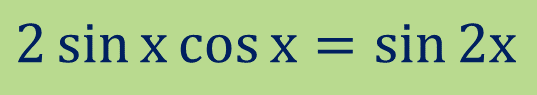 2 sin x cos x = sin 2x